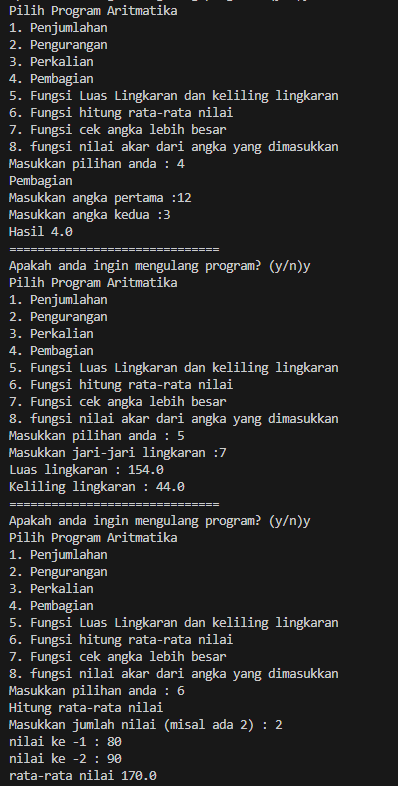 Pilih Program Aritmatika
1. Penjumlahan
2. Pengurangan
3. Perkalian
4. Pembagian
5. Fungsi Luas Lingkaran dan keliling lingkaran
6. Fungsi hitung rata-rata nilai
7. Fungsi cek angka lebih besar
8. fungsi nilai akar dari angka yang dimasukkan
Masukkan pilihan anda : 4
Pembagian
Masukkan angka pertama :12
Masukkan angka kedua :3
Hasil 4.0
==============================
Apakah anda ingin mengulang program? (y/n)y
Pilih Program Aritmatika
1. Penjumlahan
2. Pengurangan
3. Perkalian
4. Pembagian
5. Fungsi Luas Lingkaran dan keliling lingkaran
6. Fungsi hitung rata-rata nilai
7. Fungsi cek angka lebih besar
8. fungsi nilai akar dari angka yang dimasukkan
Masukkan pilihan anda : 5
Masukkan jari-jari lingkaran :7
Luas lingkaran : 154.0
Keliling lingkaran : 44.0
==============================
Apakah anda ingin mengulang program? (y/n)y
Pilih Program Aritmatika
1. Penjumlahan
2. Pengurangan
3. Perkalian
4. Pembagian
5. Fungsi Luas Lingkaran dan keliling lingkaran
6. Fungsi hitung rata-rata nilai
7. Fungsi cek angka lebih besar
8. fungsi nilai akar dari angka yang dimasukkan
Masukkan pilihan anda : 6
Hitung rata-rata nilai
Masukkan jumlah nilai (misal ada 2) : 2
nilai ke -1 : 80
nilai ke -2 : 90
rata-rata nilai 170.0